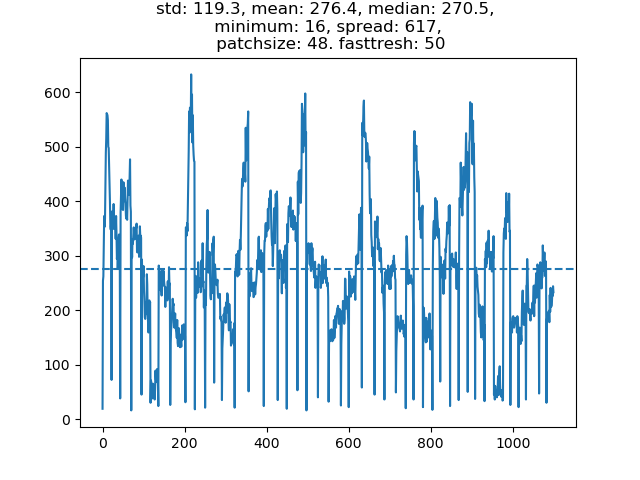 std: 119.3, mean: 276.4, median: 270.5,
minimum: 16, spread: 617,
patchsize: 48. fasttresh: 50
600
500
400
300
200
100
0
0 200 400 600 800 1000